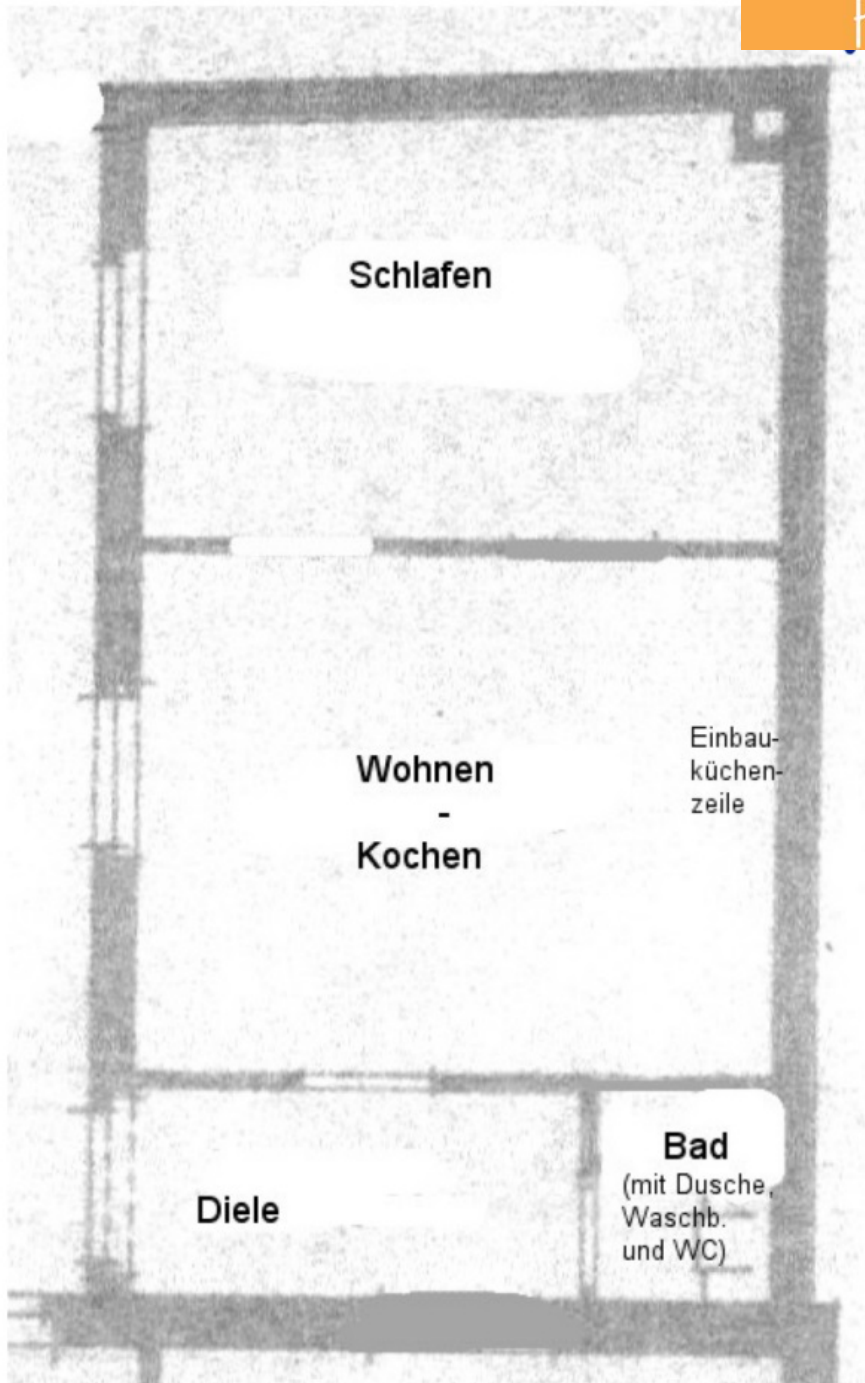 Schlafen
Wohnen
-
Kochen
Einbau-
küchen-
zeile
Diele
Bad
(mit Dusche,
Waschb.
und WC)